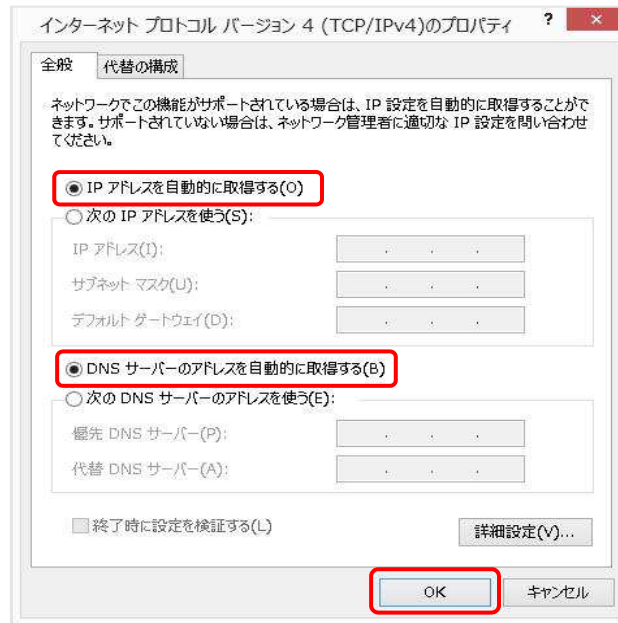 インターネット プロトコル バージョン 4 (TCP/IPv4)のプロパティ ? ×
全般 代替の構成
ネットワークでこの機能がサポートされている場合は、IP 設定を自動的に取得することがで
きます。サポートされていない場合は、ネットワーク管理者に適切な IP 設定を問い合わせ
てください。
IP アドレスを自動的に取得する(O)
次の IP アドレスを使う(S):
IP アドレス(I):
サブネット マスク(U):
デフォルト ゲートウェイ(D):
DNS サーバーのアドレスを自動的に取得する(B)
次の DNS サーバーのアドレスを使う(E):
優先 DNS サーバー(P):
代替 DNS サーバー(A):
終了時に設定を検証する(L)
詳細設定(V)...
OK キャンセル